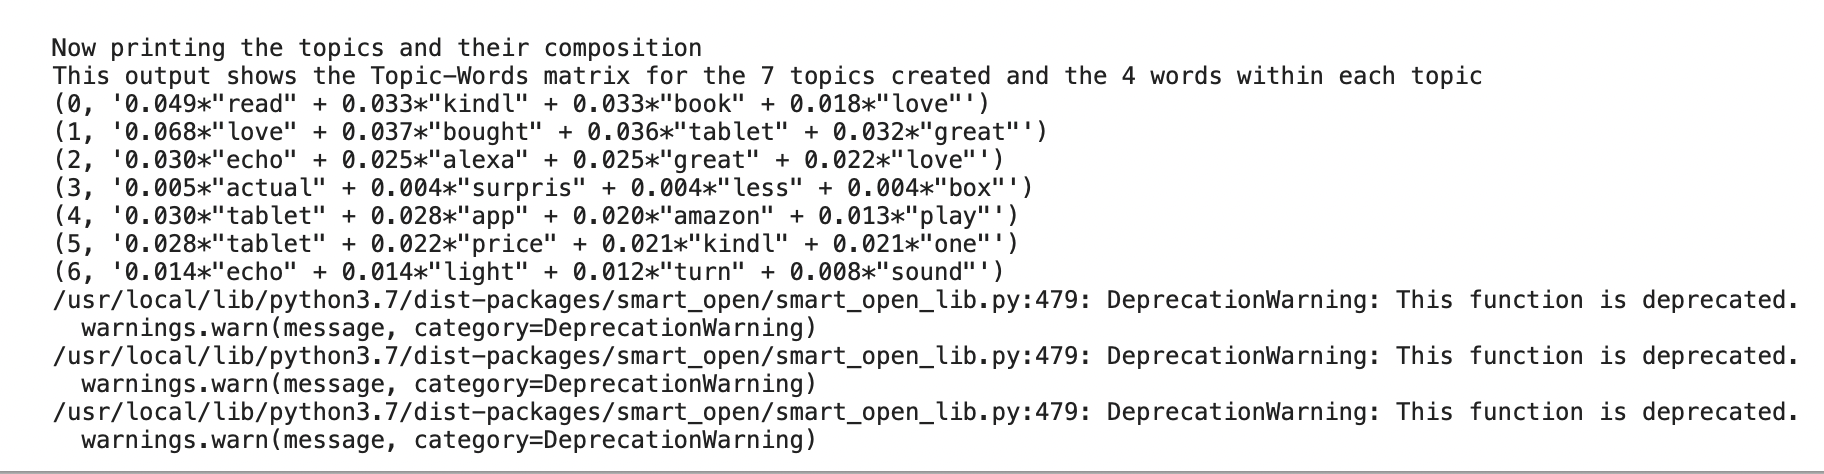 Now printing the topics and their composition
This output shows the Topic-Words matrix for the 7 topics created and the 4 words within each topic
(0, '0.049*"read" + 0.033*"kindl" + 0.033*"book" + 0.018*"love"')
(1, '0.068*"love" + 0.037*"bought" + 0.036*"tablet" + 0.032*"great"')
(2, '0.030*"echo" + 0.025*"alexa" + 0.025*"great" + 0.022*"love"')
(3, '0.005*"actual" + 0.004*"surpris" + 0.004*"less" + 0.004*"box"')
(4, '0.030*"tablet" + 0.028*"app" + 0.020*"amazon" + 0.013*"play"')
(5, '0.028*"tablet" + 0.022*"price" + 0.021*"kindl" + 0.021*"one"')
(6, '0.014*"echo" + 0.014*"light" + 0.012*"turn" + 0.008*"sound"')
/usr/local/lib/python3.7/dist-packages/smart_open/smart_open_lib.py:479: DeprecationWarning: This function is deprecated.
  warnings.warn(message, category=DeprecationWarning)
/usr/local/lib/python3.7/dist-packages/smart_open/smart_open_lib.py:479: DeprecationWarning: This function is deprecated.
  warnings.warn(message, category=DeprecationWarning)
/usr/local/lib/python3.7/dist-packages/smart_open/smart_open_lib.py:479: DeprecationWarning: This function is deprecated.
  warnings.warn(message, category=DeprecationWarning)